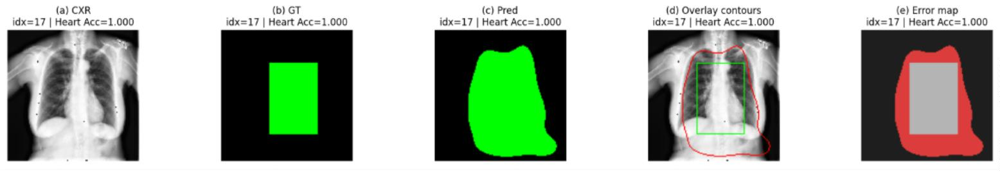 (a) CXR
idx=17 | Heart Acc=1.000
(b) GT
idx=17 | Heart Acc=1.000
(c) Pred
idx=17 | Heart Acc=1.000
(d) Overlay contours
idx=17 | Heart Acc=1.000
(e) Error map
idx=17 | Heart Acc=1.000